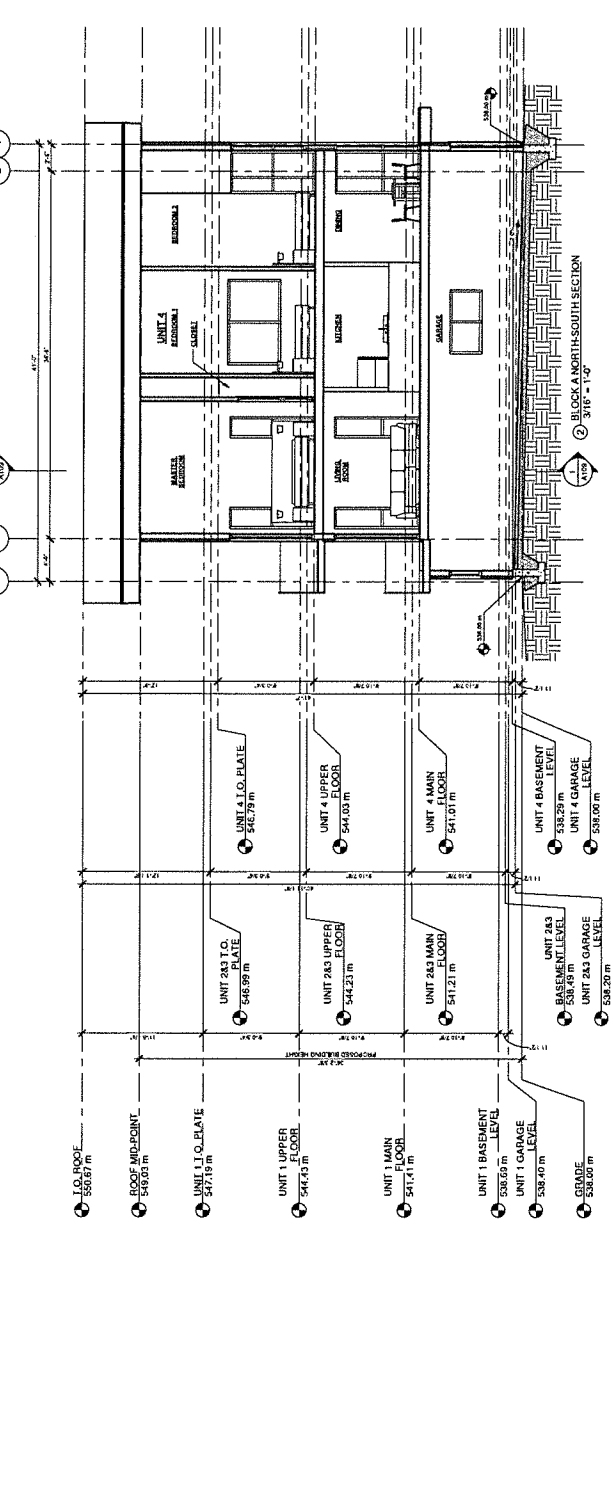 T.O. ROOF
550.67 m
ROOF MID-POINT
549.03 m
UNIT 1 T.O. PLATE
547.19 m
UNIT 1 UPPER
FLOOR
544.43 m
UNIT 1 MAIN
FLOOR
541.41 m
UNIT 1 BASEMENT
LEVEL
538.69 m
UNIT 1 GARAGE
LEVEL
538.40 m
GRADE
538.00 m
PROPOSED BUILDING HEIGHT
UNIT 2&3 T.O.
PLATE
546.99 m
UNIT 2&3 UPPER
FLOOR
544.23 m
UNIT 2&3 MAIN
FLOOR
541.21 m
UNIT 2&3
BASEMENT LEVEL
538.49 m
UNIT 2&3 GARAGE
LEVEL
538.20 m
UNIT 4 T.O. PLATE
546.79 m
UNIT 4 UPPER
FLOOR
544.03 m
UNIT 4 MAIN
FLOOR
541.01 m
UNIT 4 BASEMENT
LEVEL
538.29 m
UNIT 4 GARAGE
LEVEL
538.00 m
MASTER
BEDROOM
CLOSET
UNIT 4
BEDROOM 1
BEDROOM 2
LIVING
ROOM
KITCHEN
DINING
GARAGE
538.00 m
538.00 m
1
A109
A109
2 BLOCK A NORTH-SOUTH SECTION
3/16" = 1'-0"